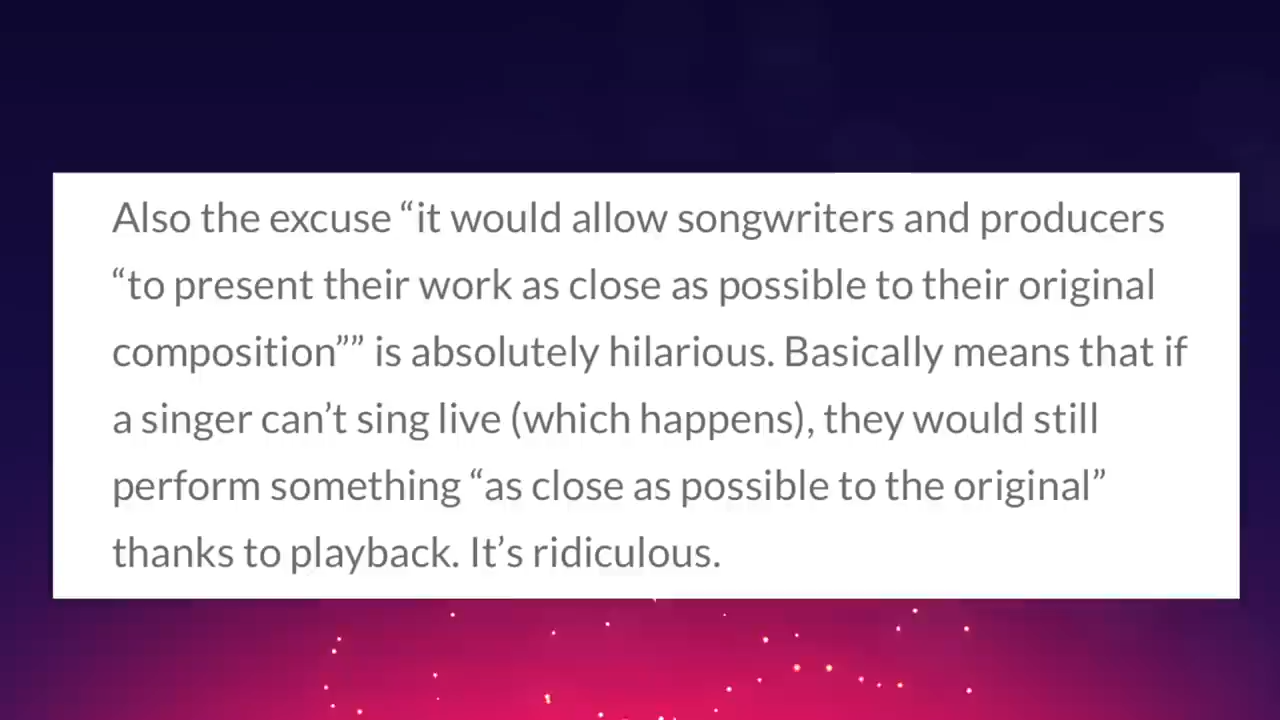 Also the excuse “it would allow songwriters and producers
“to present their work as close as possible to their original
composition”” is absolutely hilarious. Basically means that if
a singer can’t sing live (which happens), they would still
perform something “as close as possible to the original”
thanks to playback. It’s ridiculous.